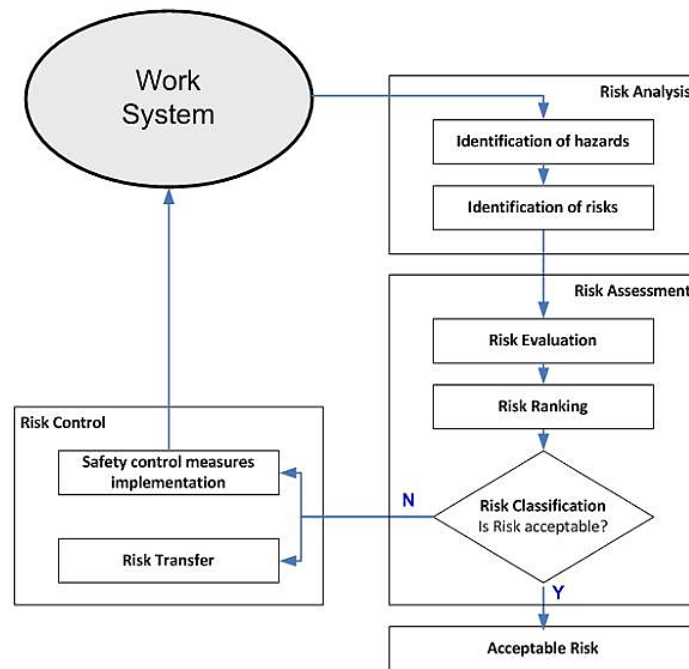 Work
System
Risk Analysis
Identification of hazards
Identification of risks
Risk Assessment
Risk Evaluation
Risk Ranking
Risk Classification
Is Risk acceptable?
N
Y
Risk Control
Safety control measures
implementation
Risk Transfer
Acceptable Risk